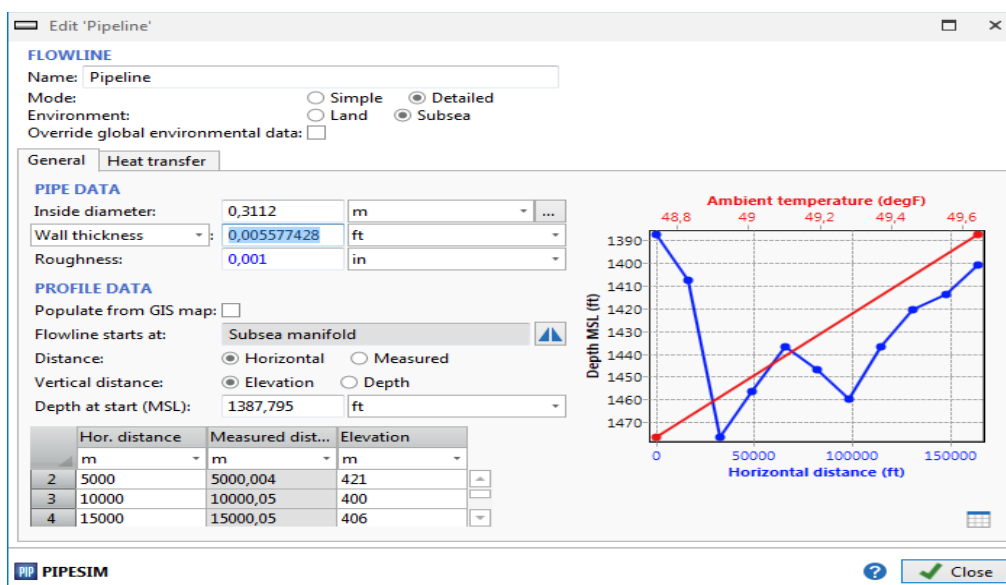 Edit 'Pipeline'
FLOWLINE
Name: Pipeline
Mode: Simple Detailed
Environment: Land Subsea
Override global environmental data:
General Heat transfer
PIPE DATA
Inside diameter: 0,3112 m ...
Wall thickness : 0,005577428 ft
Roughness: 0,001 in
PROFILE DATA
Populate from GIS map:
Flowline starts at: Subsea manifold
Distance: Horizontal Measured
Vertical distance: Elevation Depth
Depth at start (MSL): 1387,795 ft
Hor. distance Measured dist... Elevation
m m m
2 5000 5000,004 421
3 10000 10000,05 400
4 15000 15000,05 406
Ambient temperature (degF)
48,8 49 49,2 49,4 49,6
Depth MSL (ft)
1390
1400
1410
1420
1430
1440
1450
1460
1470
0 50000 100000 150000
Horizontal distance (ft)
PIP PIPESIM
? Close